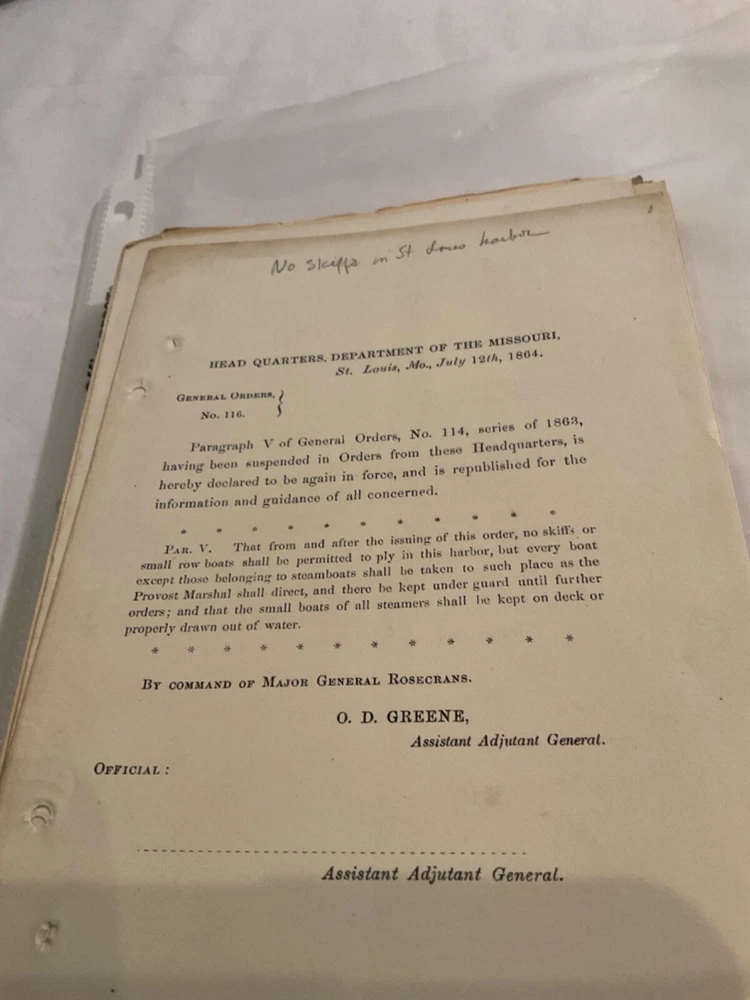 No skiffs in St Louis harbor
HEAD QUARTERS, DEPARTMENT OF THE MISSOURI,
St. Louis, Mo., July 12th, 1864.
GENERAL ORDERS, }
No. 116.
Paragraph V of General Orders, No. 114, series of 1863,
having been suspended in Orders from these Headquarters, is
hereby declared to be again in force, and is republished for the
information and guidance of all concerned.
* * * * * * * * * * *
PAR. V. That from and after the issuing of this order, no skiffs or
small row boats shall be permitted to ply in this harbor, but every boat
except those belonging to steamboats shall be taken to such place as the
Provost Marshal shall direct, and there be kept under guard until further
orders; and that the small boats of all steamers shall be kept on deck or
properly drawn out of water.
* * * * * * * * * * * *
BY COMMAND OF MAJOR GENERAL ROSECRANS.
O. D. GREENE,
Assistant Adjutant General.
OFFICIAL :
Assistant Adjutant General.